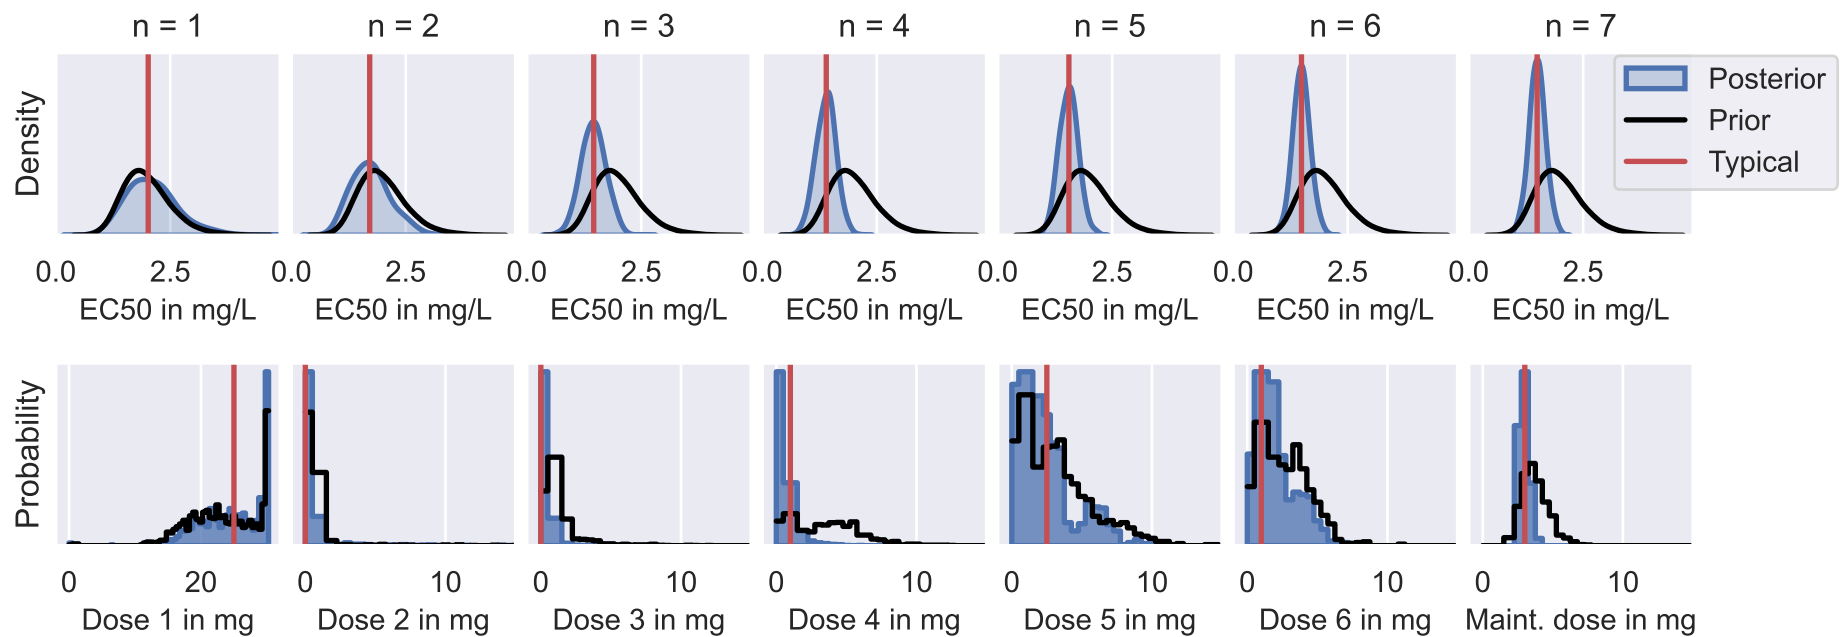 n = 1 n = 2 n = 3 n = 4 n = 5 n = 6 n = 7
Density
Posterior
Prior
Typical
0.0 2.5 0.0 2.5 0.0 2.5 0.0 2.5 0.0 2.5 0.0 2.5 0.0 2.5
EC50 in mg/L EC50 in mg/L EC50 in mg/L EC50 in mg/L EC50 in mg/L EC50 in mg/L EC50 in mg/L
Probability
0 20 0 10 0 10 0 10 0 10 0 10 0 10
Dose 1 in mg Dose 2 in mg Dose 3 in mg Dose 4 in mg Dose 5 in mg Dose 6 in mg Maint. dose in mg